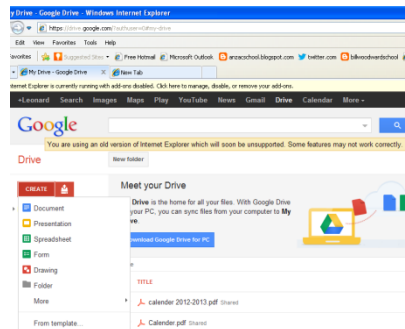 My Drive - Google Drive - Windows Internet Explorer
https://drive.google.com/?authuser=0#my-drive
Edit View Favorites Tools Help
Favorites Suggested Sites Free Hotmail Microsoft Outlook anzacschool.blogspot.com twitter.com billwoodwardschool
My Drive - Google Drive New Tab
Internet Explorer is currently running with add-ons disabled. Click here to manage, disable, or remove your add-ons.
+Leonard Search Images Maps Play YouTube News Gmail Drive Calendar More
Google
You are using an old version of Internet Explorer which will soon be unsupported. Some features may not work correctly.
Drive New folder
CREATE Meet your Drive
Document Drive is the home for all your files. With Google Drive
Presentation your PC, you can sync files from your computer to My
Spreadsheet
Form Download Google Drive for PC
Drawing
Folder
More TITLE
calender 2012-2013.pdf Shared
From template... Calender.pdf Shared